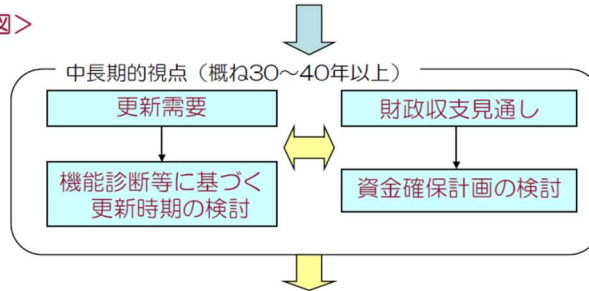 図＞
中長期的視点（概ね30～40年以上）
更新需要
財政収支見通し
機能診断等に基づく
更新時期の検討
資金確保計画の検討